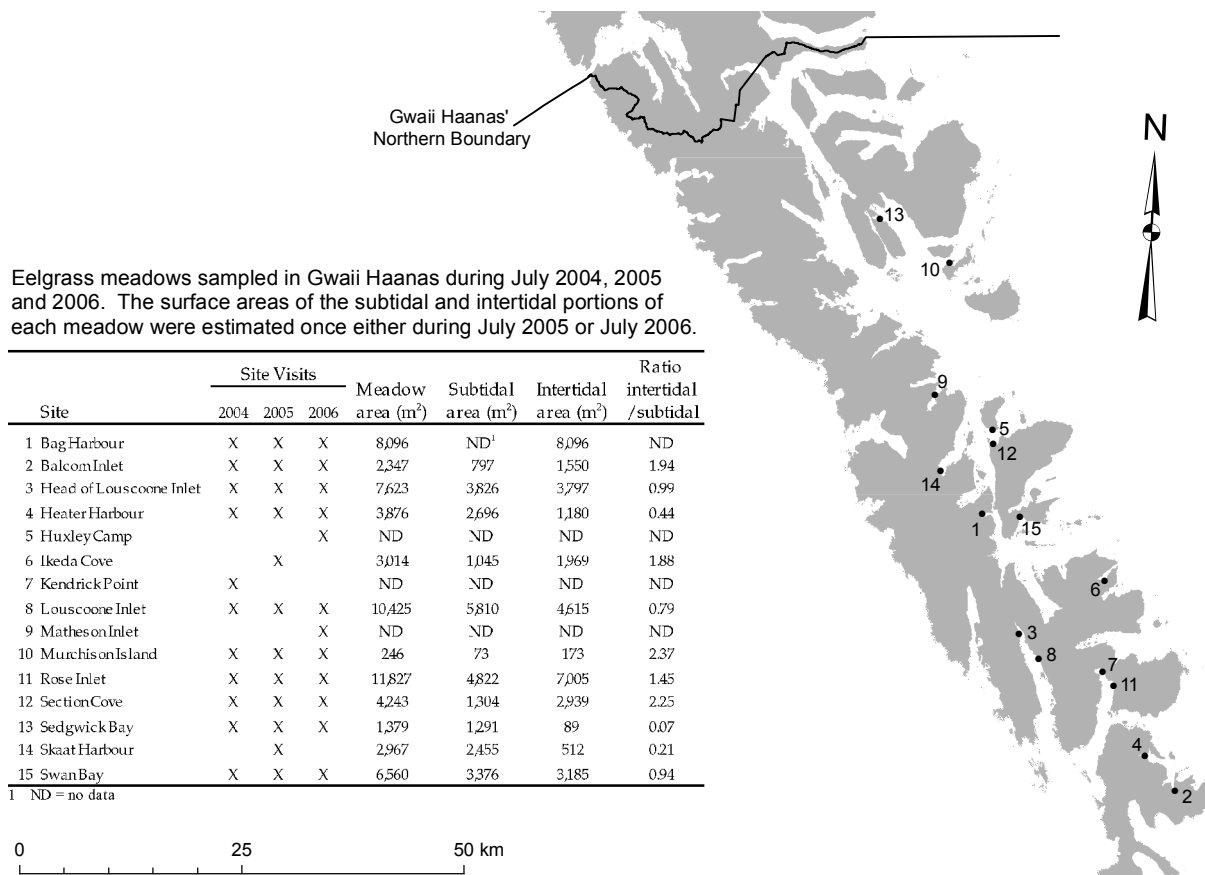 Gwaii Haanas'
Northern Boundary
N
Eelgrass meadows sampled in Gwaii Haanas during July 2004, 2005
and 2006. The surface areas of the subtidal and intertidal portions of
each meadow were estimated once either during July 2005 or July 2006.
Site Site Visits Meadow area (m²) Subtidal area (m²) Intertidal area (m²) Ratio intertidal /subtidal
2004 2005 2006
1 Bag Harbour X X X 8,096 ND¹ 8,096 ND
2 Balcom Inlet X X X 2,347 797 1,550 1.94
3 Head of Louscoone Inlet X X X 7,623 3,826 3,797 0.99
4 Heater Harbour X X X 3,876 2,696 1,180 0.44
5 Huxley Camp X ND ND ND ND
6 Ikeda Cove X 3,014 1,045 1,969 1.88
7 Kendrick Point X ND ND ND ND
8 Louscoone Inlet X X X 10,425 5,810 4,615 0.79
9 Matheson Inlet X ND ND ND ND
10 Murchison Island X X X 246 73 173 2.37
11 Rose Inlet X X X 11,827 4,822 7,005 1.45
12 Section Cove X X X 4,243 1,304 2,939 2.25
13 Sedgwick Bay X X X 1,379 1,291 89 0.07
14 Skaat Harbour X 2,967 2,455 512 0.21
15 Swan Bay X X X 6,560 3,376 3,185 0.94
1 ND = no data
0 25 50 km
13
10
9
5
12
14
1
15
6
3
8
7
11
4
2